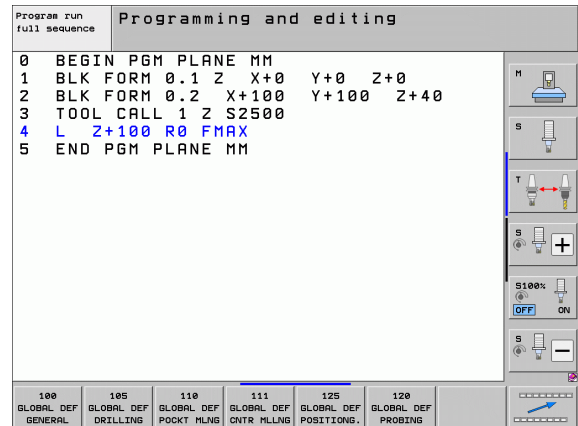 Program run
full sequence
Programming and editing
0 BEGIN PGM PLANE MM
1 BLK FORM 0.1 Z X+0 Y+0 Z+0
2 BLK FORM 0.2 X+100 Y+100 Z+40
3 TOOL CALL 1 Z S2500
4 L Z+100 R0 FMAX
5 END PGM PLANE MM
M
S
T
S
+
S100%
OFF ON
S
−
100 GLOBAL DEF GENERAL
105 GLOBAL DEF DRILLING
110 GLOBAL DEF POCKT MLNG
111 GLOBAL DEF CNTR MLLNG
125 GLOBAL DEF POSITIONG.
120 GLOBAL DEF PROBING